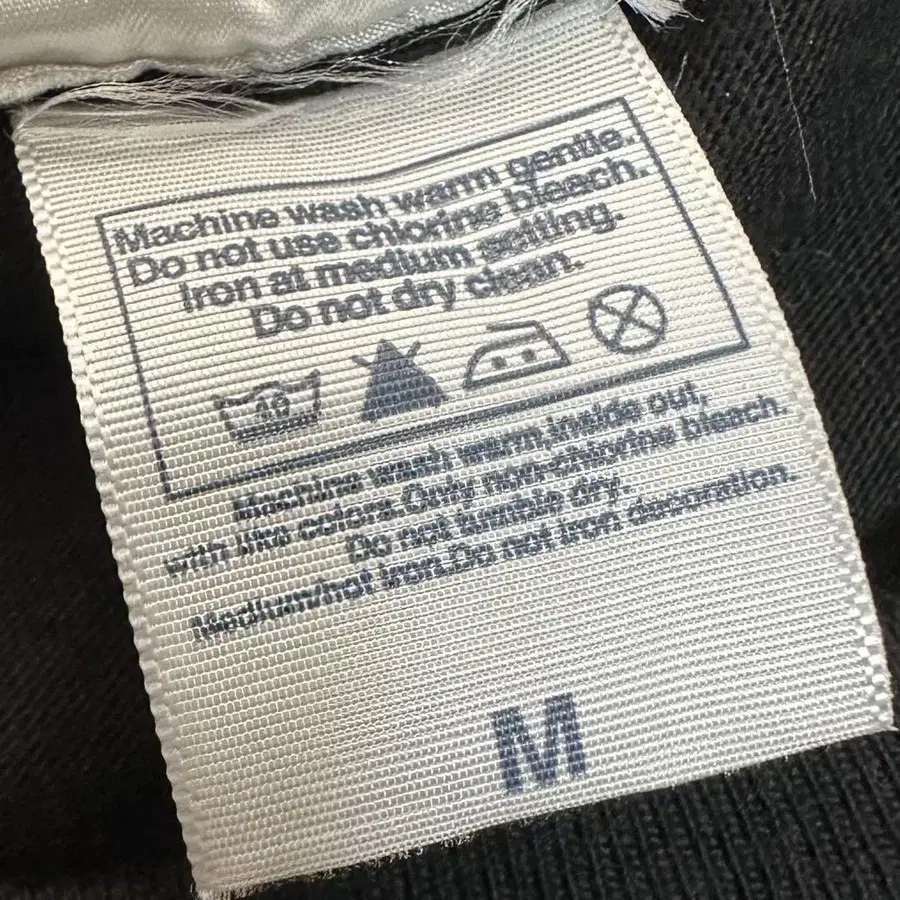 Machine wash warm gentle.
Do not use chlorine bleach.
Iron at medium setting.
Do not dry clean.
40
Machine wash warm.Inside out,
with like colors.Only non-chlorine bleach.
Do not tumble dry.
Medium/hot iron.Do not iron decoration.
M